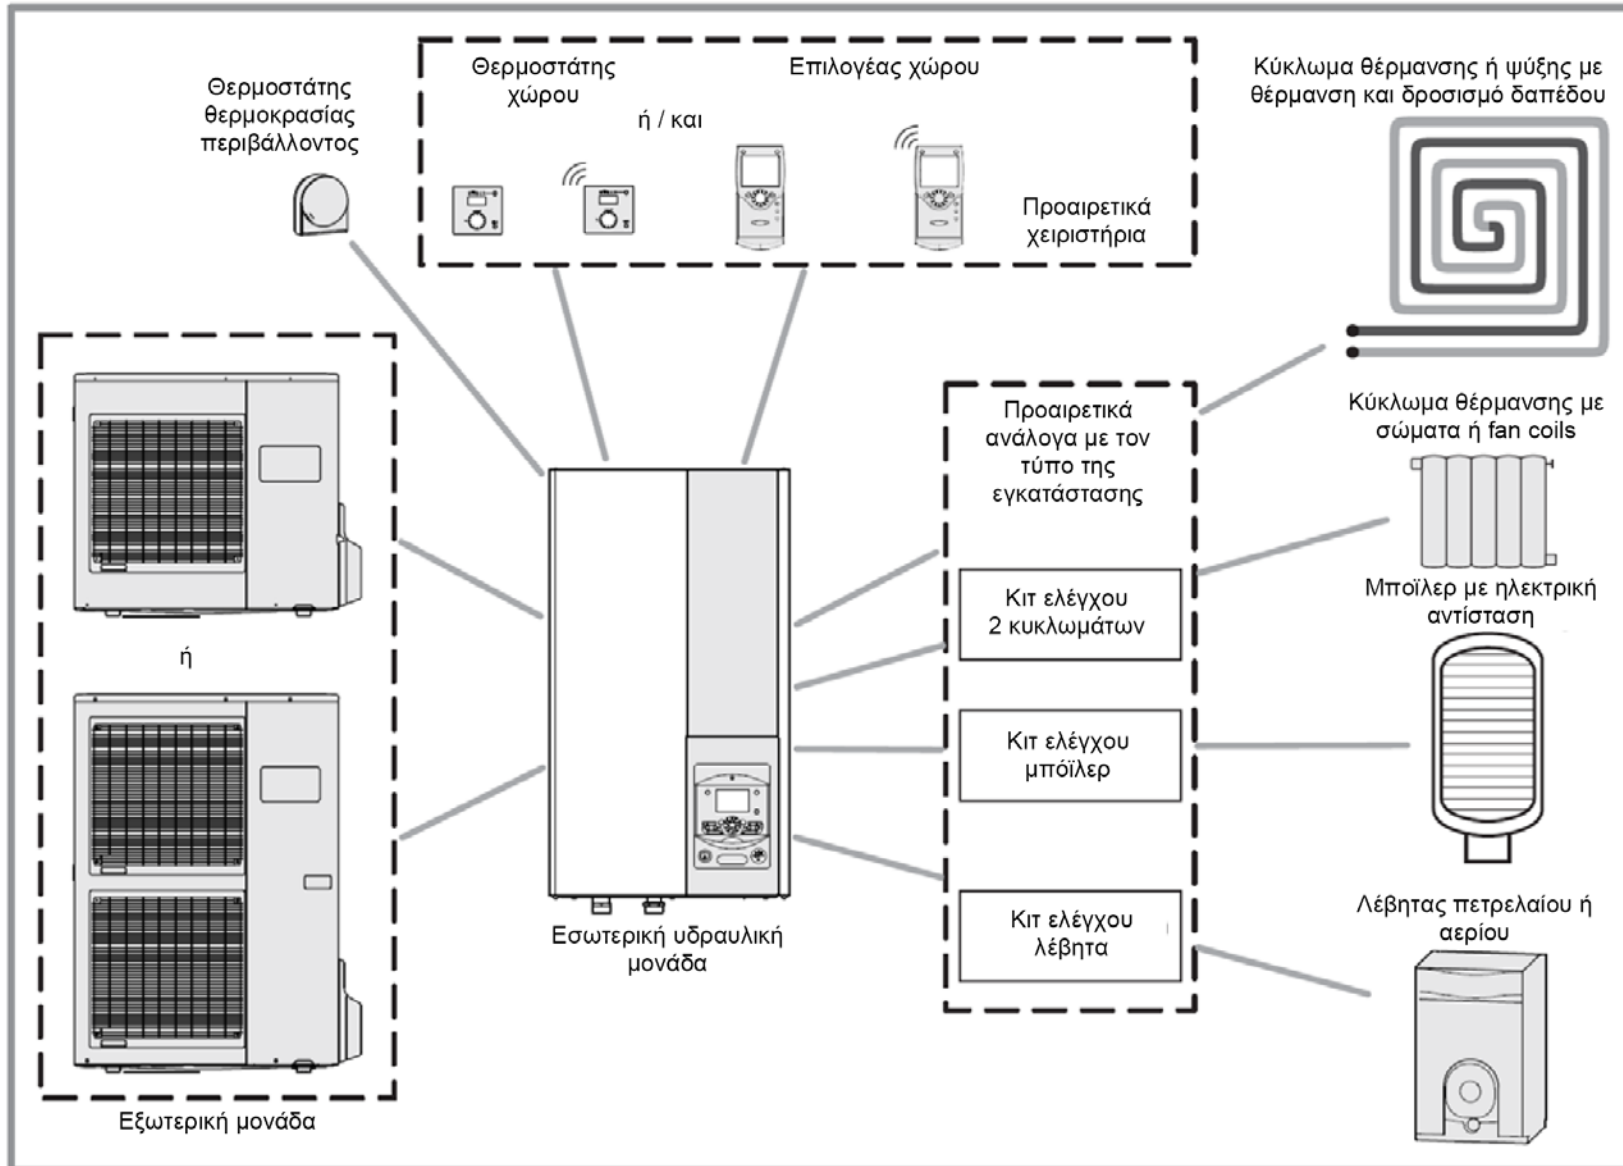 Θερμοστάτης
θερμοκρασίας
περιβάλλοντος
Θερμοστάτης
χώρου
ή / και
Επιλογέας χώρου
Προαιρετικά
χειριστήρια
Κύκλωμα θέρμανσης ή ψύξης με
θέρμανση και δροσισμό δαπέδου
Προαιρετικά
ανάλογα με τον
τύπο της
εγκατάστασης
Κύκλωμα θέρμανσης με
σώματα ή fan coils
Κιτ ελέγχου
2 κυκλωμάτων
Μποϊλερ με ηλεκτρική
αντίσταση
ή
Κιτ ελέγχου
μπόϊλερ
Κιτ ελέγχου
λέβητα
Λέβητας πετρελαίου ή
αερίου
Εσωτερική υδραυλική
μονάδα
Εξωτερική μονάδα